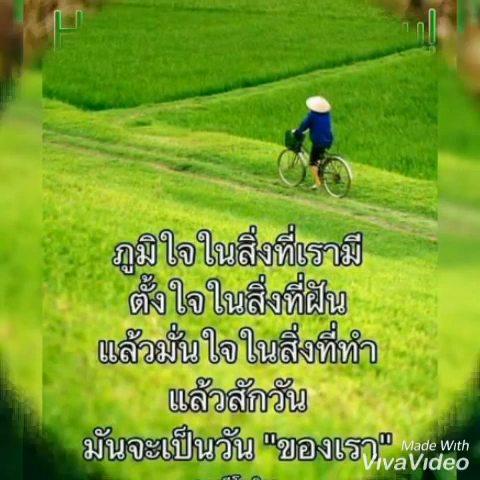 ภูมิใจในสิ่งที่เรามี
ตั้งใจในสิ่งที่ฝัน
แล้วมั่นใจในสิ่งที่ทำ
แล้วสักวัน
มันจะเป็นวัน "ของเรา"
Made With
VivaVideo